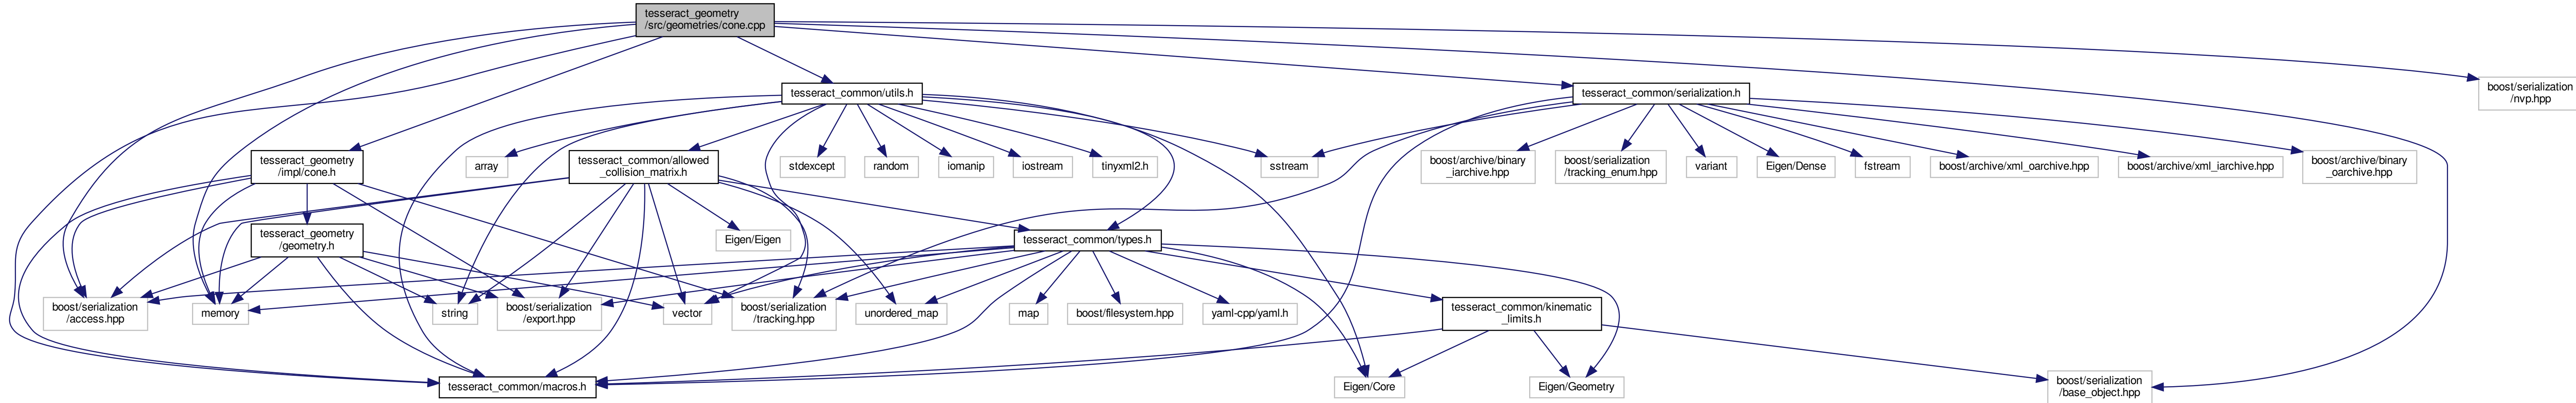 tesseract_geometry
/src/geometries/cone.cpp
tesseract_common/utils.h
tesseract_common/serialization.h
boost/serialization
/nvp.hpp
tesseract_geometry
/impl/cone.h
array
tesseract_common/allowed
_collision_matrix.h
stdexcept
random
iomanip
iostream
tinyxml2.h
sstream
boost/archive/binary
_iarchive.hpp
boost/serialization
/tracking_enum.hpp
variant
Eigen/Dense
fstream
boost/archive/xml_oarchive.hpp
boost/archive/xml_iarchive.hpp
boost/archive/binary
_oarchive.hpp
tesseract_geometry
/geometry.h
Eigen/Eigen
tesseract_common/types.h
boost/serialization
/access.hpp
memory
string
boost/serialization
/export.hpp
vector
boost/serialization
/tracking.hpp
unordered_map
map
boost/filesystem.hpp
yaml-cpp/yaml.h
tesseract_common/kinematic
_limits.h
tesseract_common/macros.h
Eigen/Core
Eigen/Geometry
boost/serialization
/base_object.hpp